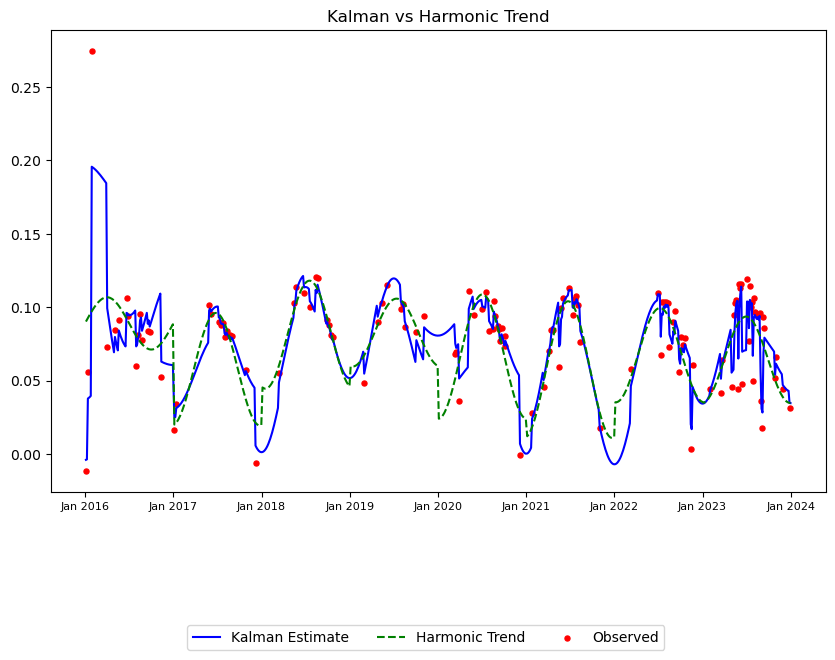 Kalman vs Harmonic Trend
0.25
0.20
0.15
0.10
0.05
0.00
Jan 2016 Jan 2017 Jan 2018 Jan 2019 Jan 2020 Jan 2021 Jan 2022 Jan 2023 Jan 2024
Kalman Estimate Harmonic Trend Observed